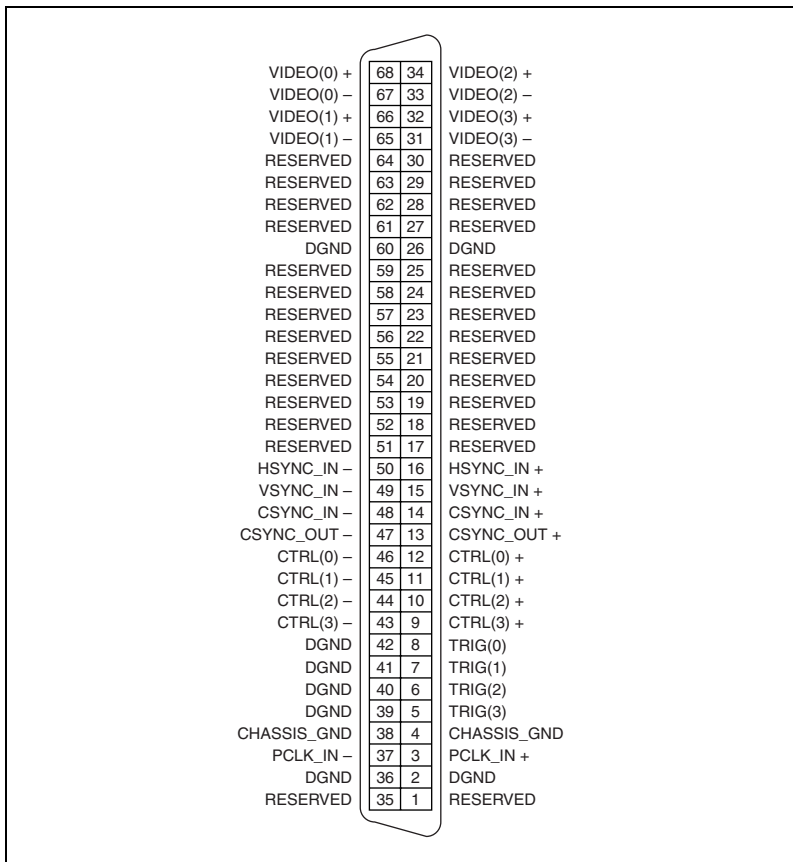 VIDEO(0) + 68 34 VIDEO(2) +
VIDEO(0) – 67 33 VIDEO(2) –
VIDEO(1) + 66 32 VIDEO(3) +
VIDEO(1) – 65 31 VIDEO(3) –
RESERVED 64 30 RESERVED
RESERVED 63 29 RESERVED
RESERVED 62 28 RESERVED
RESERVED 61 27 RESERVED
DGND 60 26 DGND
RESERVED 59 25 RESERVED
RESERVED 58 24 RESERVED
RESERVED 57 23 RESERVED
RESERVED 56 22 RESERVED
RESERVED 55 21 RESERVED
RESERVED 54 20 RESERVED
RESERVED 53 19 RESERVED
RESERVED 52 18 RESERVED
RESERVED 51 17 RESERVED
HSYNC_IN – 50 16 HSYNC_IN +
VSYNC_IN – 49 15 VSYNC_IN +
CSYNC_IN – 48 14 CSYNC_IN +
CSYNC_OUT – 47 13 CSYNC_OUT +
CTRL(0) – 46 12 CTRL(0) +
CTRL(1) – 45 11 CTRL(1) +
CTRL(2) – 44 10 CTRL(2) +
CTRL(3) – 43 9 CTRL(3) +
DGND 42 8 TRIG(0)
DGND 41 7 TRIG(1)
DGND 40 6 TRIG(2)
DGND 39 5 TRIG(3)
CHASSIS_GND 38 4 CHASSIS_GND
PCLK_IN – 37 3 PCLK_IN +
DGND 36 2 DGND
RESERVED 35 1 RESERVED